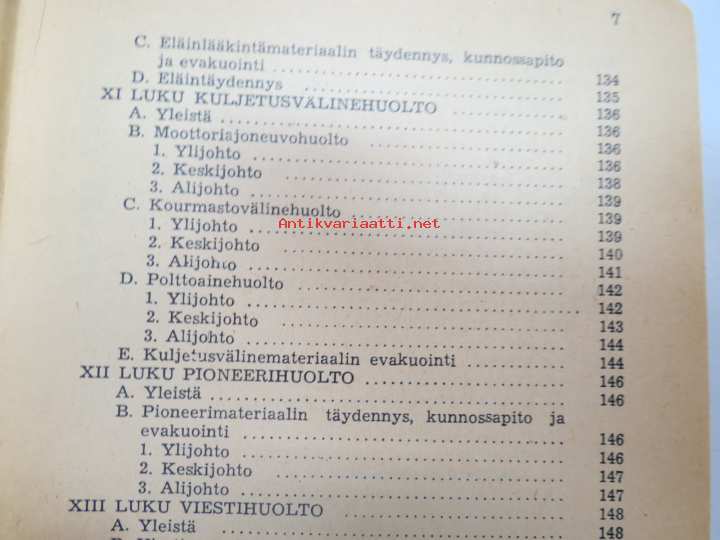 7
C. Eläinlääkintämateriaalin täydennys, kunnossapito
ja evakuointi ........ 134
D. Eläintäydennys ........ 135
XI LUKU KULJETUSVÄLINEHUOLTO ........ 136
A. Yleistä ........ 136
B. Moottoriajoneuvohuolto ........ 136
1. Ylijohto ........ 136
2. Keskijohto ........ 138
3. Alijohto ........ 139
C. Kourmastovälinehuolto ........ 139
Antikvariaatti.net
1. Ylijohto ........ 139
2. Keskijohto ........ 140
3. Alijohto ........ 141
D. Polttoainehuolto ........ 142
1. Ylijohto ........ 142
2. Keskijohto ........ 143
3. Alijohto ........ 144
E. Kuljetusvälinemateriaalin evakuointi ........ 144
XII LUKU PIONEERIHUOLTO ........ 146
A. Yleistä ........ 146
B. Pioneerimateriaalin täydennys, kunnossapito ja
evakuointi ........ 146
1. Ylijohto ........ 146
2. Keskijohto ........ 147
3. Alijohto ........ 147
XIII LUKU VIESTIHUOLTO ........ 148
A. Yleistä ........ 148